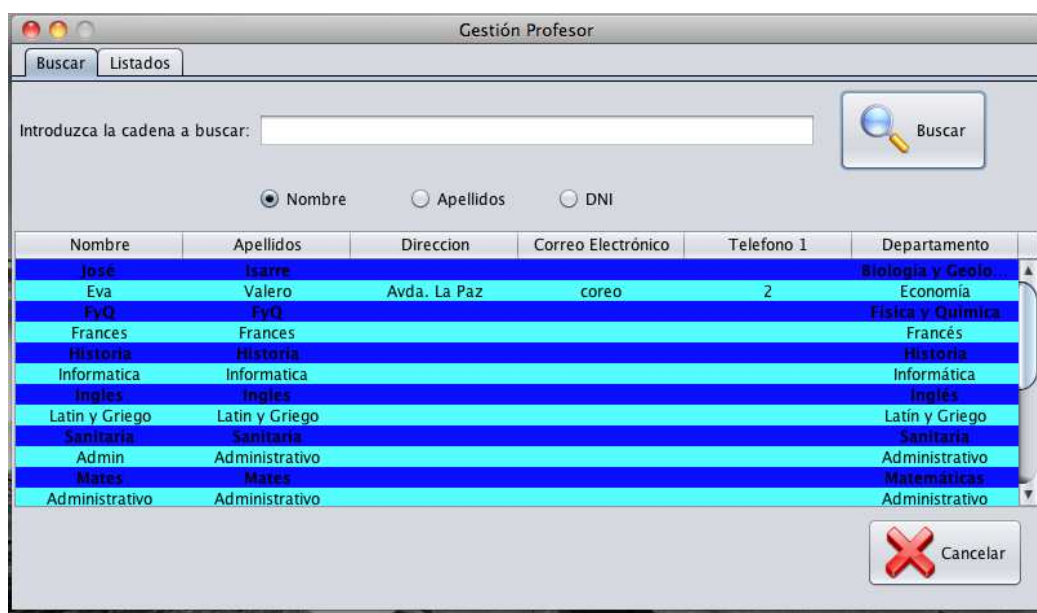 Gestión Profesor
Buscar Listados
Introduzca la cadena a buscar: Buscar
Nombre Apellidos DNI
Nombre Apellidos Direccion Correo Electrónico Telefono 1 Departamento
José Isarre Biología y Geolo...
Eva Valero Avda. La Paz coreo 2 Economía
FyQ FyQ Física y Química
Frances Frances Francés
Historia Historia Historia
Informatica Informatica Informática
Ingles Ingles Inglés
Latin y Griego Latin y Griego Latín y Griego
Sanitaria Sanitaria Sanitaria
Admin Administrativo Administrativo
Mates Mates Matemáticas
Administrativo Administrativo Administrativo
Cancelar